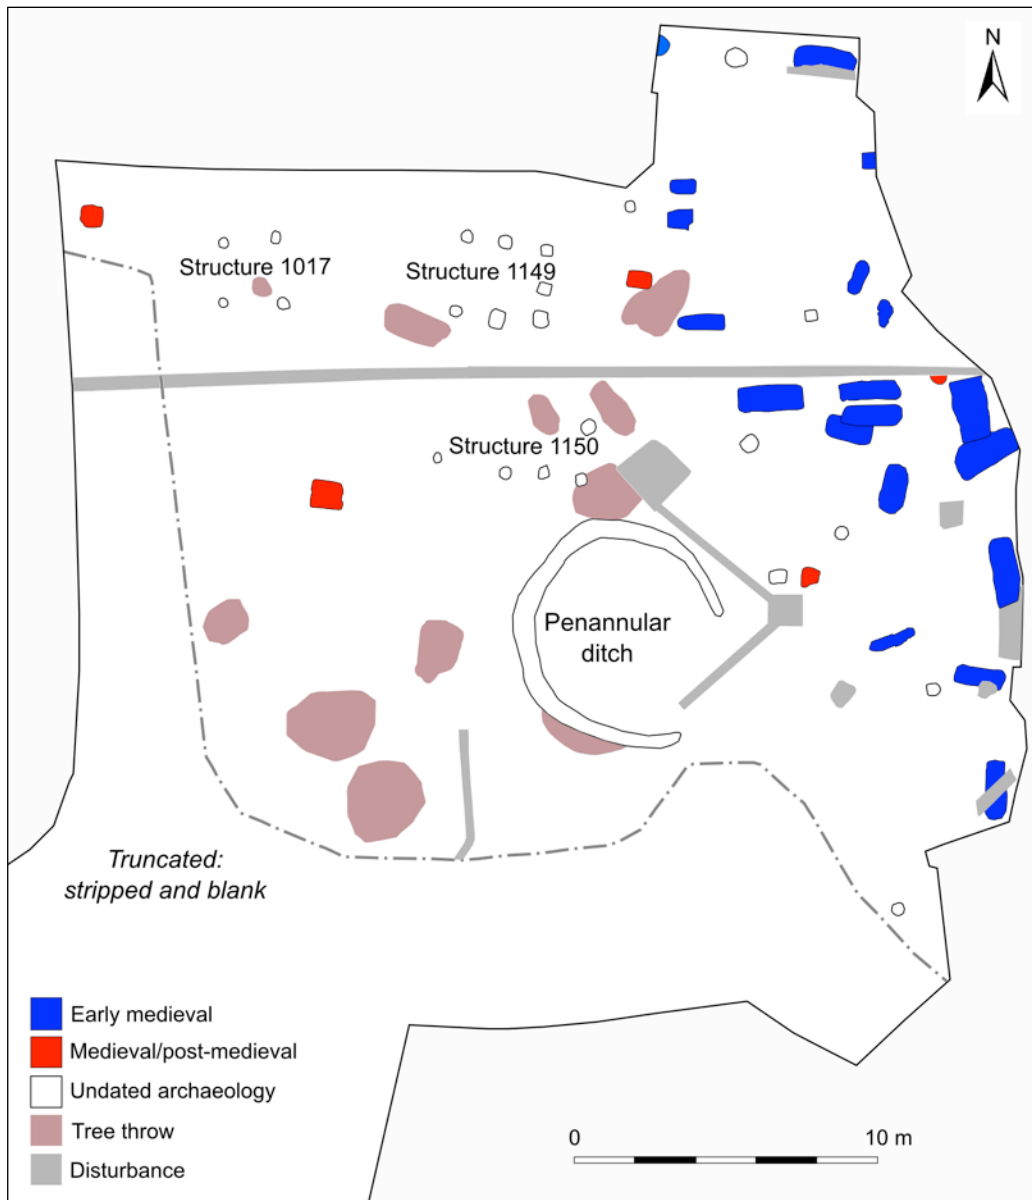 N
Structure 1017
Structure 1149
Structure 1150
Penannular
ditch
Truncated:
stripped and blank
Early medieval
Medieval/post-medieval
Undated archaeology
Tree throw
Disturbance
0 10 m